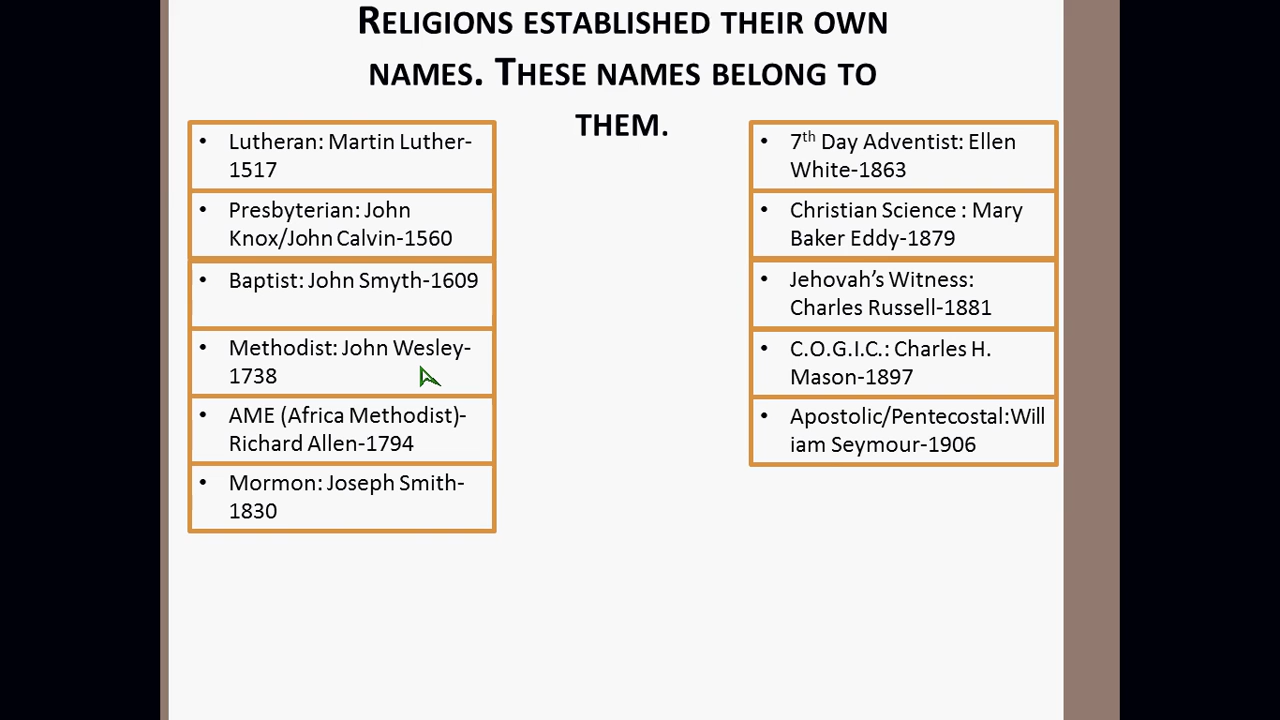 RELIGIONS ESTABLISHED THEIR OWN
NAMES. THESE NAMES BELONG TO
THEM.
• Lutheran: Martin Luther-
1517
• Presbyterian: John
Knox/John Calvin-1560
• Baptist: John Smyth-1609
• Methodist: John Wesley-
1738
• AME (Africa Methodist)-
Richard Allen-1794
• Mormon: Joseph Smith-
1830
• 7th Day Adventist: Ellen
White-1863
• Christian Science : Mary
Baker Eddy-1879
• Jehovah’s Witness:
Charles Russell-1881
• C.O.G.I.C.: Charles H.
Mason-1897
• Apostolic/Pentecostal:Will
iam Seymour-1906